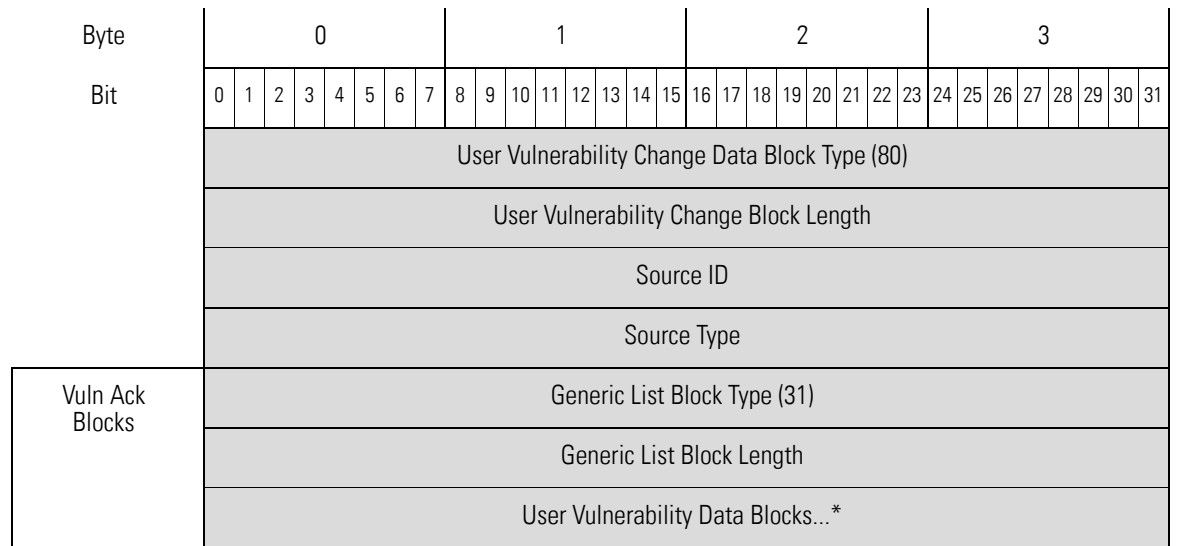 Byte 0 1 2 3
Bit 0 1 2 3 4 5 6 7 8 9 10 11 12 13 14 15 16 17 18 19 20 21 22 23 24 25 26 27 28 29 30 31
User Vulnerability Change Data Block Type (80)
User Vulnerability Change Block Length
Source ID
Source Type
Vuln Ack
Blocks
Generic List Block Type (31)
Generic List Block Length
User Vulnerability Data Blocks...*